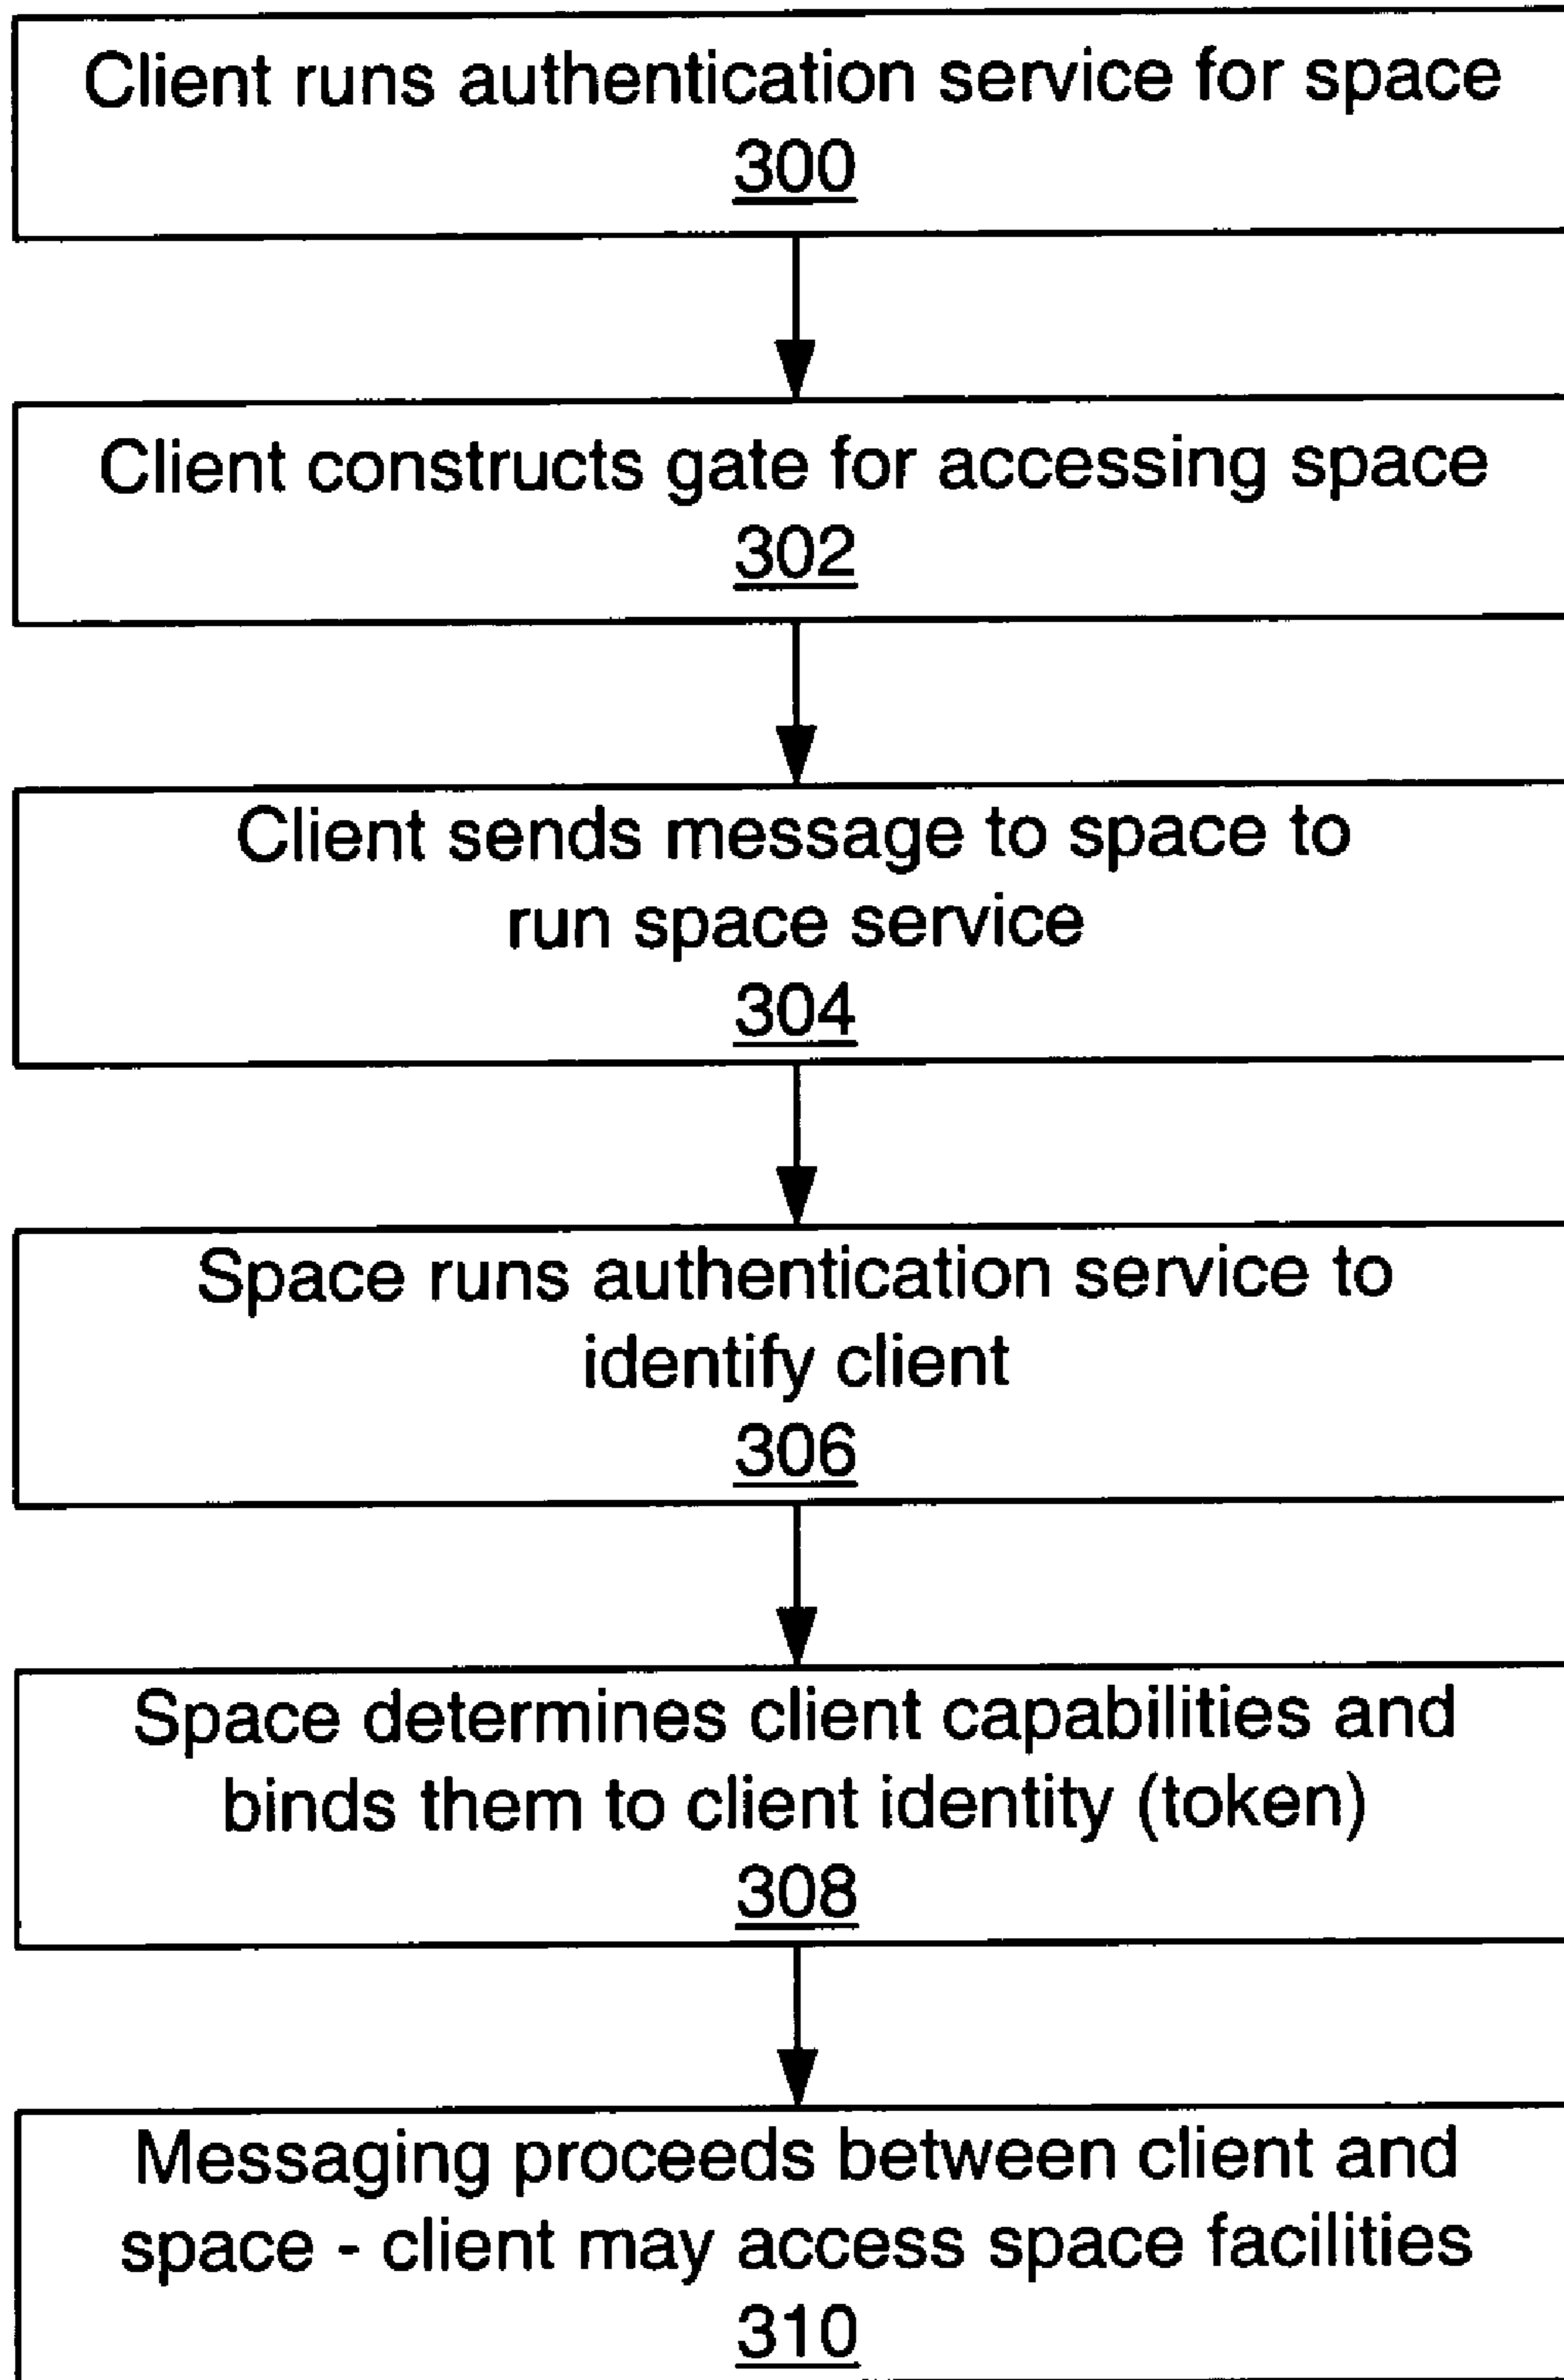 Client runs authentication service for space
300
Client constructs gate for accessing space
302
Client sends message to space to
run space service
304
Space runs authentication service to
identify client
306
Space determines client capabilities and
binds them to client identity (token)
308
Messaging proceeds between client and
space - client may access space facilities
310